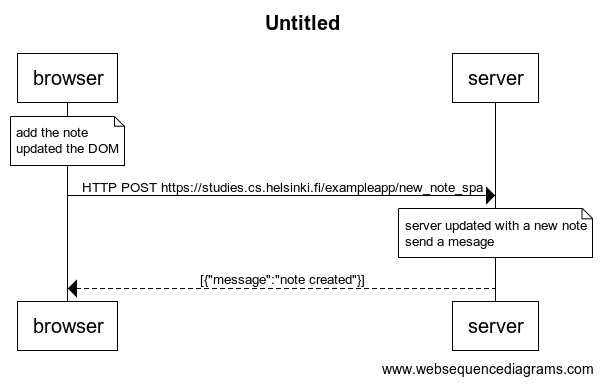 Untitled
browser
server
add the note
updated the DOM
HTTP POST https://studies.cs.helsinki.fi/exampleapp/new_note_spa
server updated with a new note
send a mesage
[{"message":"note created"}]
browser
server
www.websequencediagrams.com